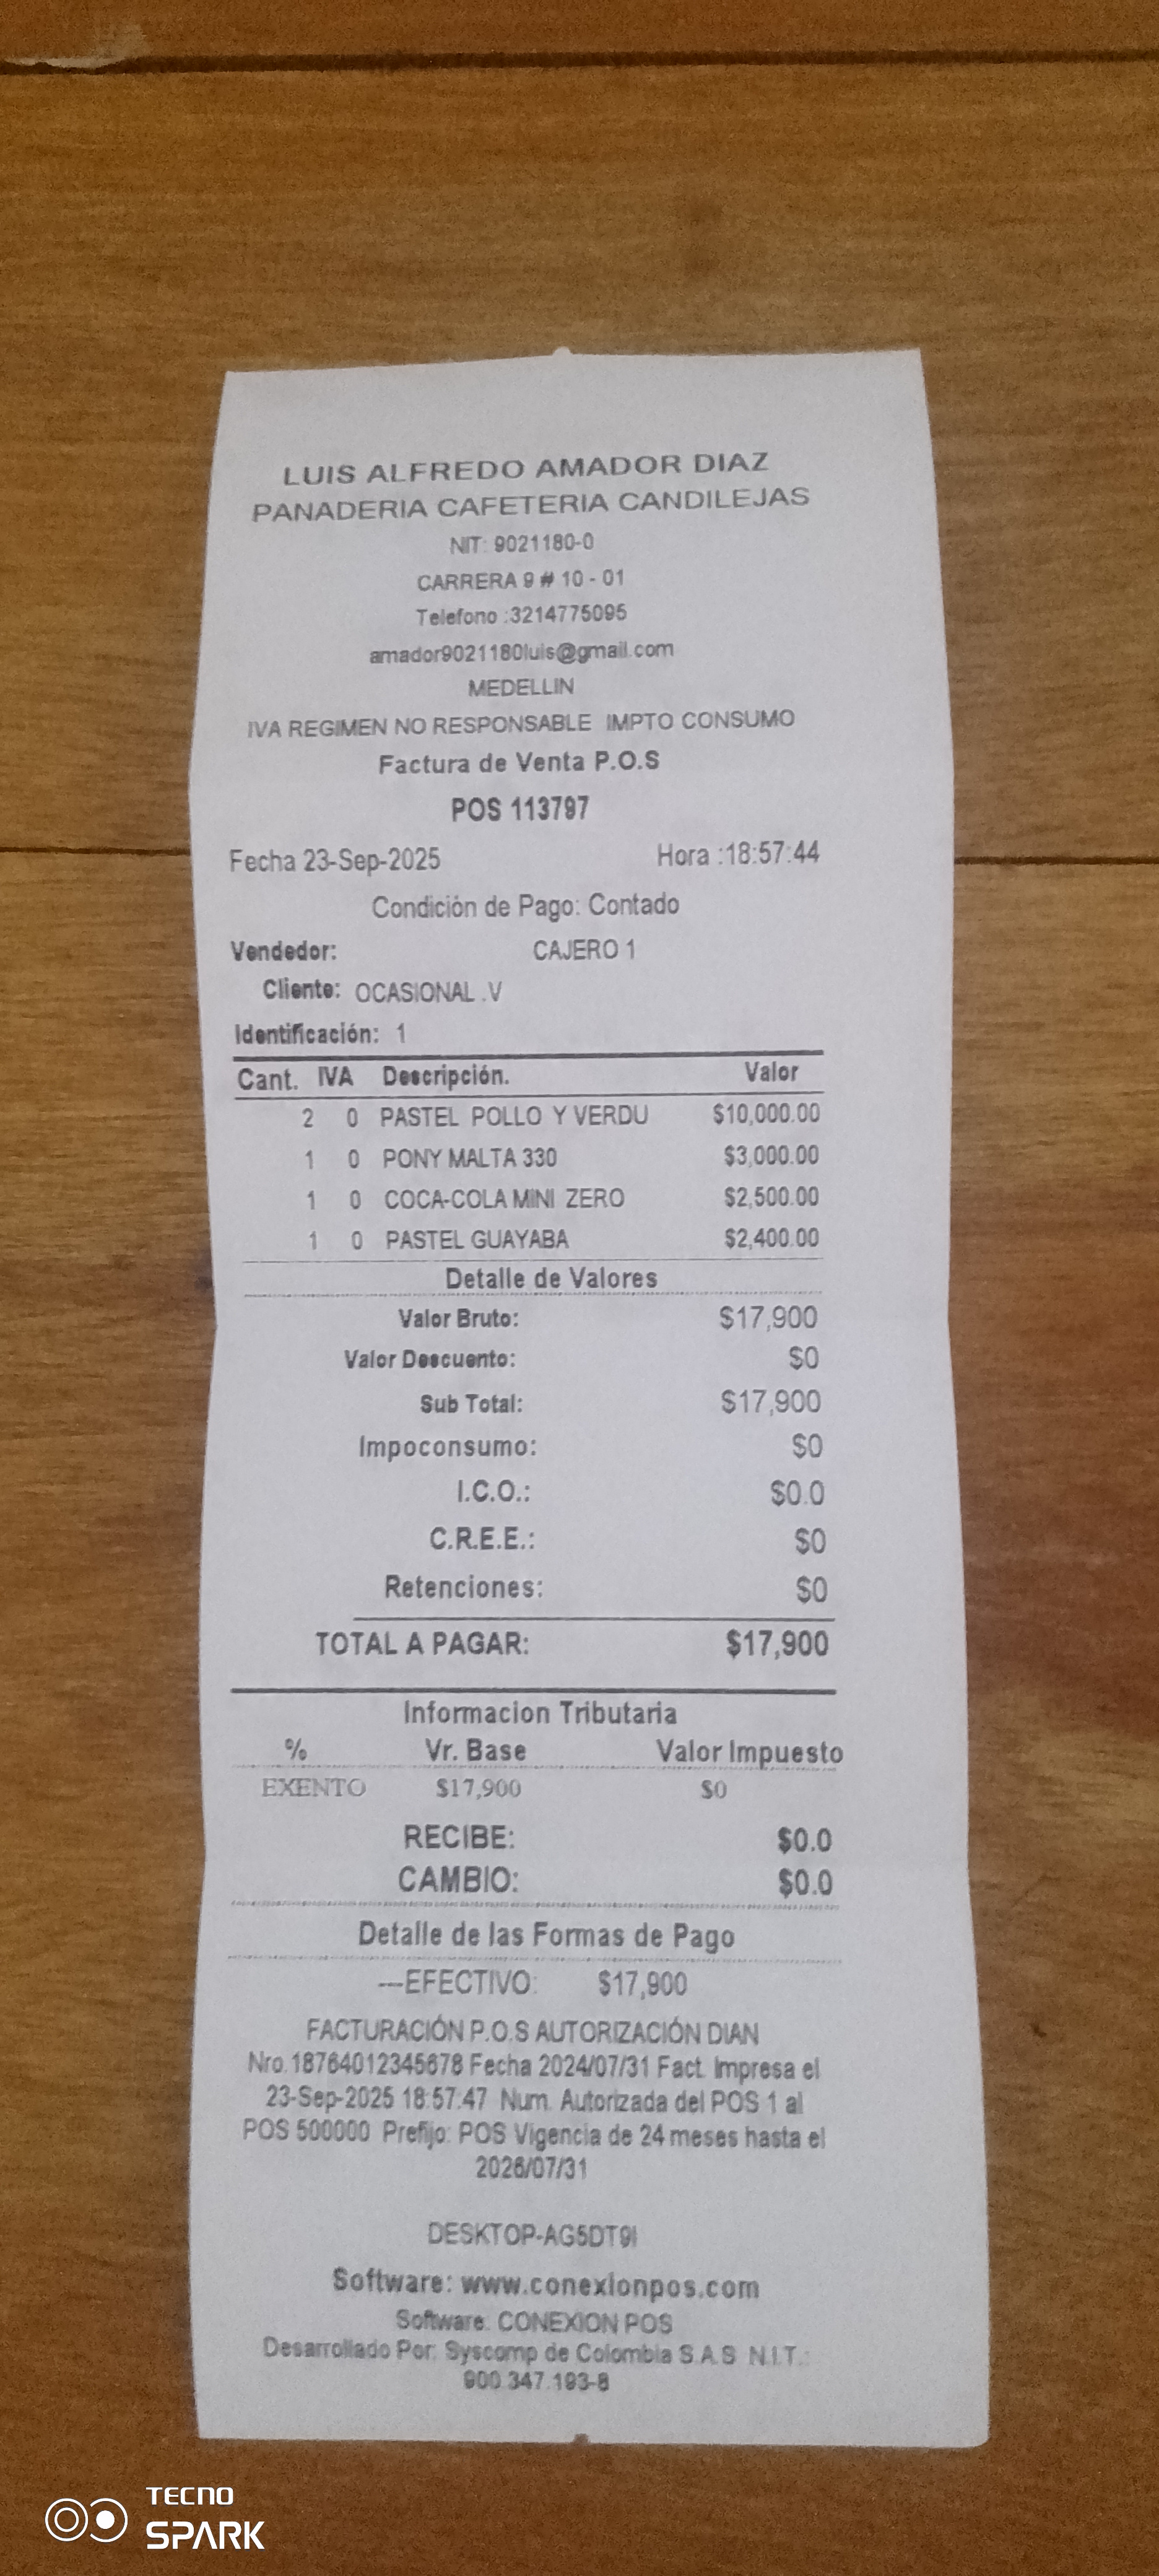 LUIS ALFREDO AMADOR DIAZ
PANADERIA CAFETERIA CANDILEJAS
NIT: 9021180-0
CARRERA 9 # 10 - 01
Telefono :3214775095
amador9021180luis@gmail.com
MEDELLIN
IVA REGIMEN NO RESPONSABLE IMPTO CONSUMO
Factura de Venta P.O.S
POS 113797
Fecha 23-Sep-2025 Hora :18:57:44
Condición de Pago: Contado
Vendedor: CAJERO 1
Cliente: OCASIONAL .V
Identificación: 1
Cant. IVA Descripción. Valor
2 0 PASTEL POLLO Y VERDU $10,000.00
1 0 PONY MALTA 330 $3,000.00
1 0 COCA-COLA MINI ZERO $2,500.00
1 0 PASTEL GUAYABA $2,400.00
Detalle de Valores
Valor Bruto: $17,900
Valor Descuento: $0
Sub Total: $17,900
Impoconsumo: $0
I.C.O.: $0.0
C.R.E.E.: $0
Retenciones: $0
TOTAL A PAGAR: $17,900
Informacion Tributaria
% Vr. Base Valor Impuesto
EXENTO $17,900 $0
RECIBE: $0.0
CAMBIO: $0.0
Detalle de las Formas de Pago
---EFECTIVO: $17,900
FACTURACIÓN P.O.S AUTORIZACIÓN DIAN
Nro.18764012345678 Fecha 2024/07/31 Fact. Impresa el
23-Sep-2025 18:57:47 Num. Autorizada del POS 1 al
POS 500000 Prefijo: POS Vigencia de 24 meses hasta el
2026/07/31
DESKTOP-AG5DT9I
Software: www.conexionpos.com
Software: CONEXION POS
Desarrollado Por: Syscomp de Colombia S.A.S N.I.T.:
900.347.193-8
TECNO
SPARK